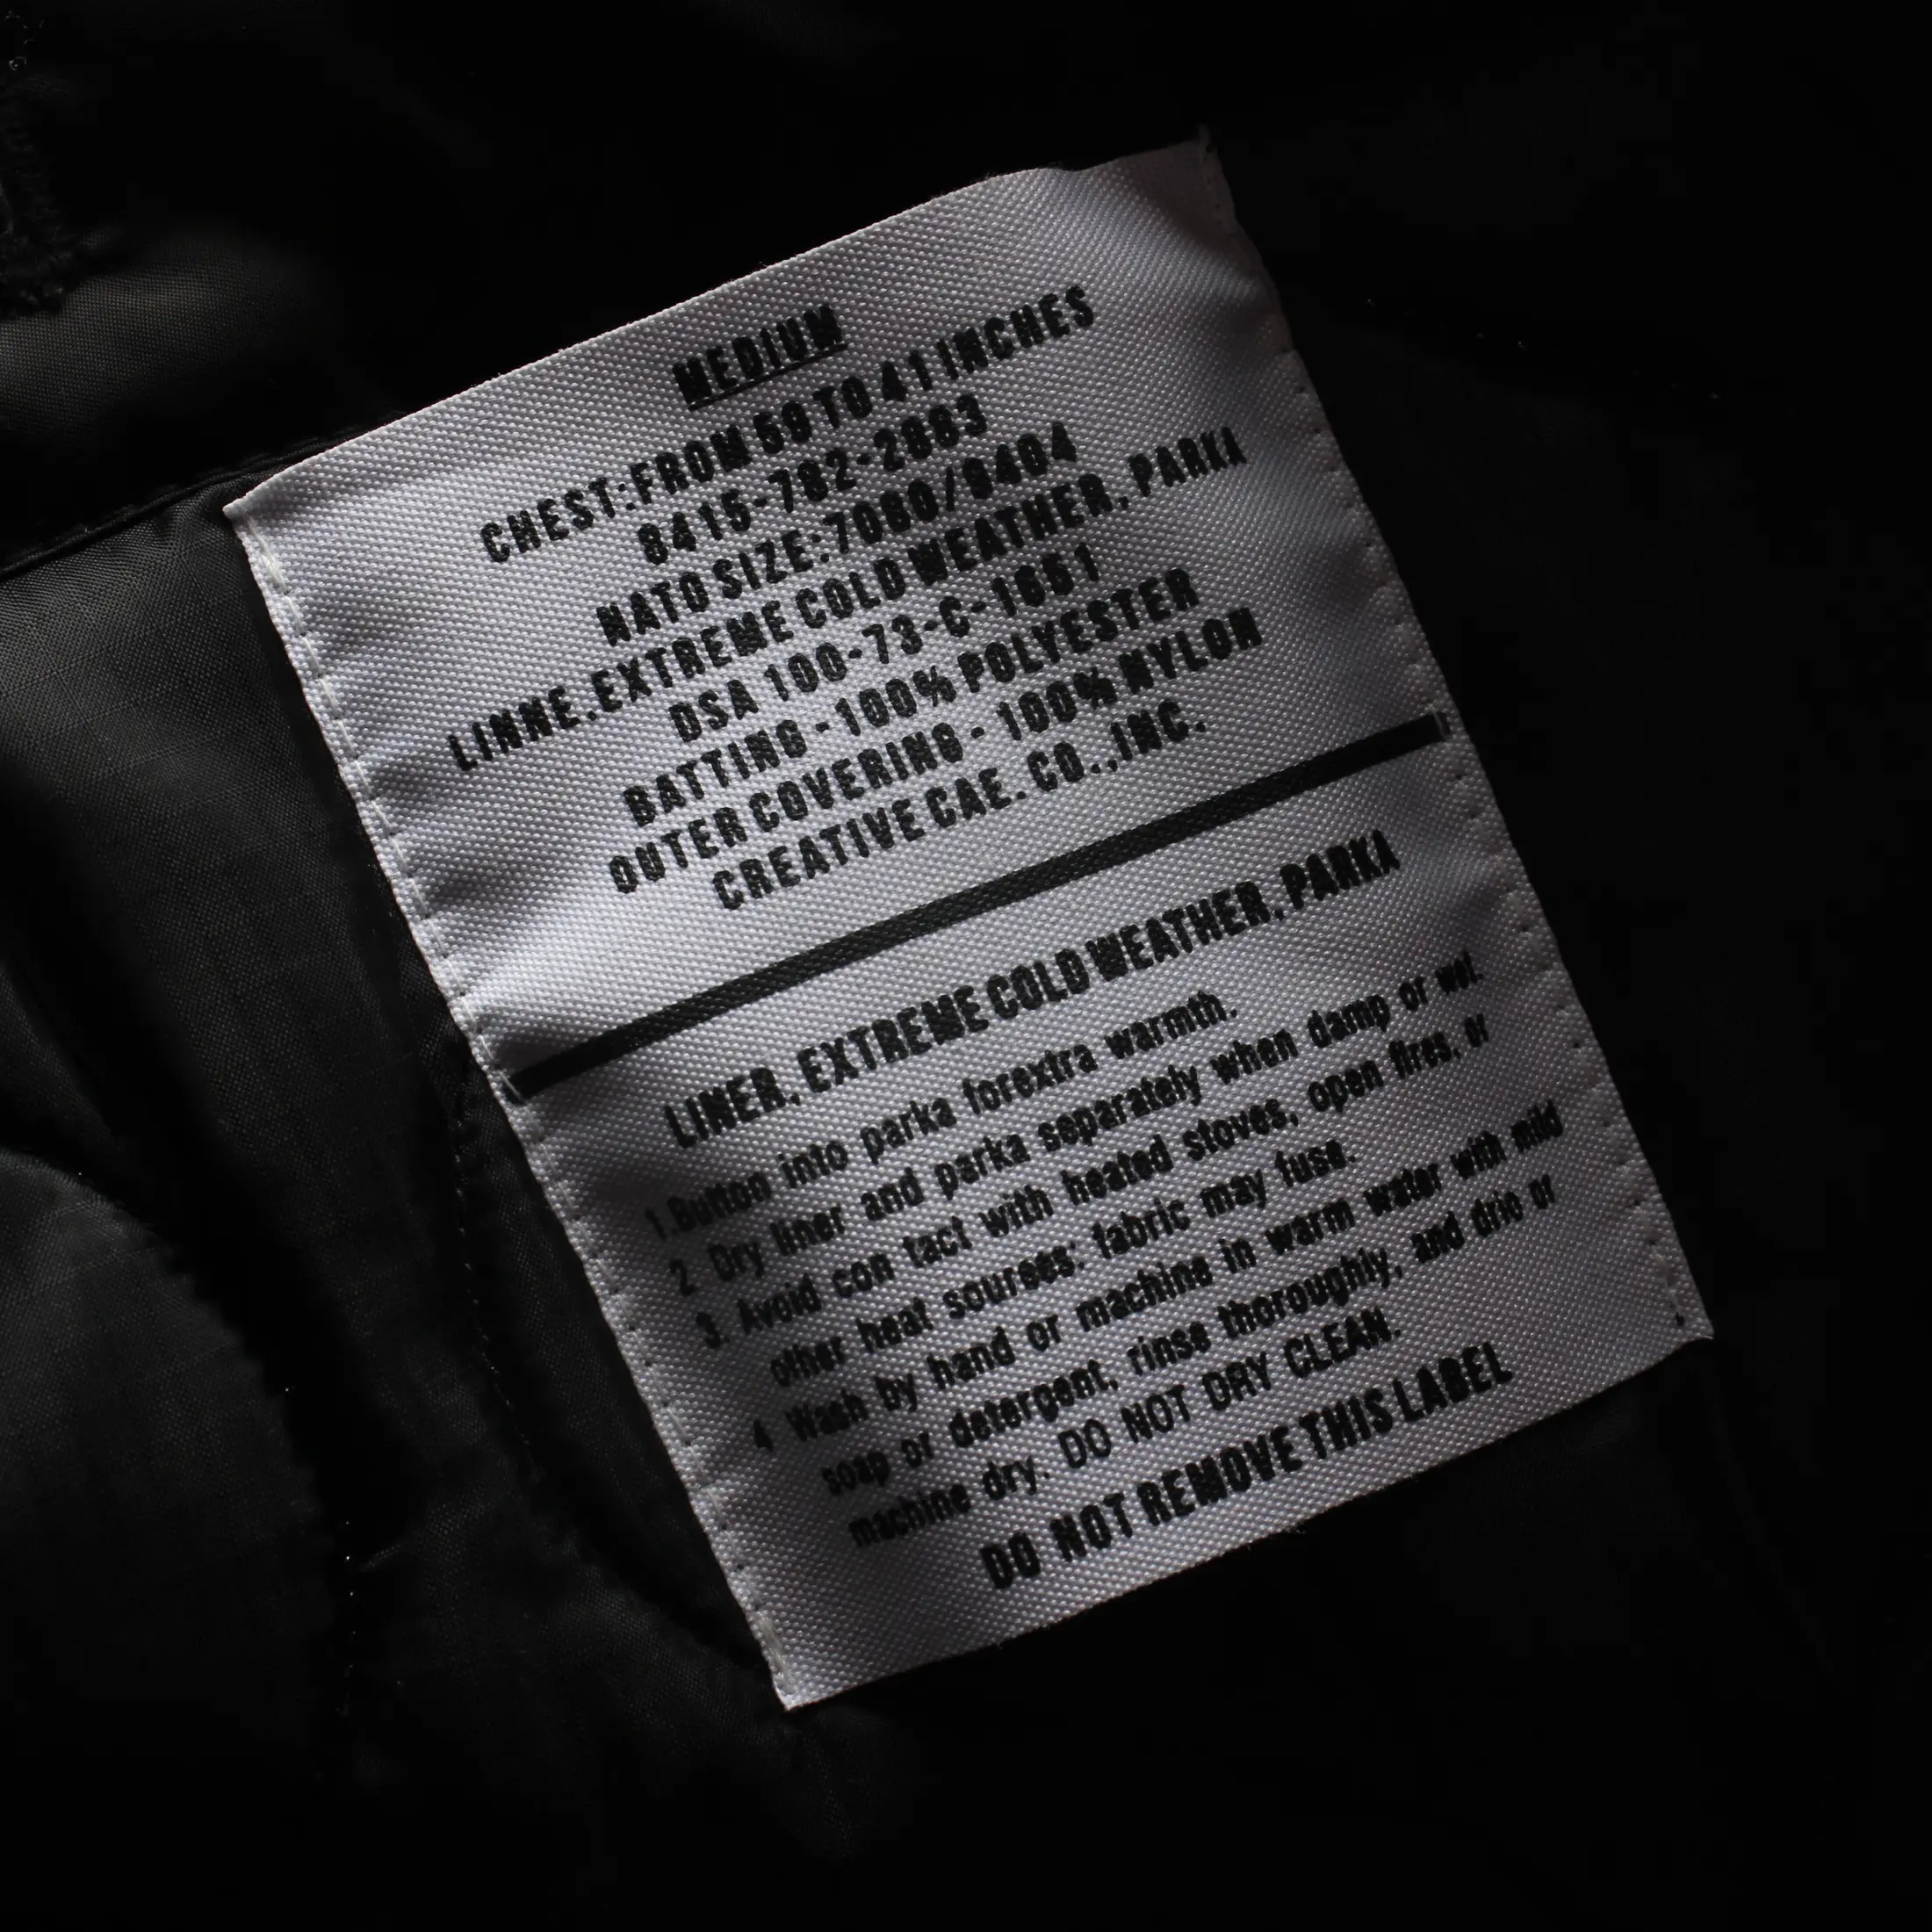 MEDIUM
CHEST:FROM 59 TO 41 INCHES
8415-782-2883
NATO SIZE:7080/9404
LINNE.EXTREME COLD WEATHER, PARKA
DSA 100-73-C-1651
BATTING - 100% POLYESTER
OUTER COVERING - 100% NYLON
CREATIVE CAE. CO.,INC.
LINER, EXTREME COLD WEATHER, PARKA
1.Button into parka forextra warmth.
2 Dry liner and parka separately when damp or wet.
3. Avoid con tact with heated stoves, open fires, or
other heat sourees: fabric may fuse.
4 Wash by hand or machine in warm water with mild
soap or detergent, rinse thoroughly, and drio or
machine dry. DO NOT DRY CLEAN.
DO NOT REMOVE THIS LABEL